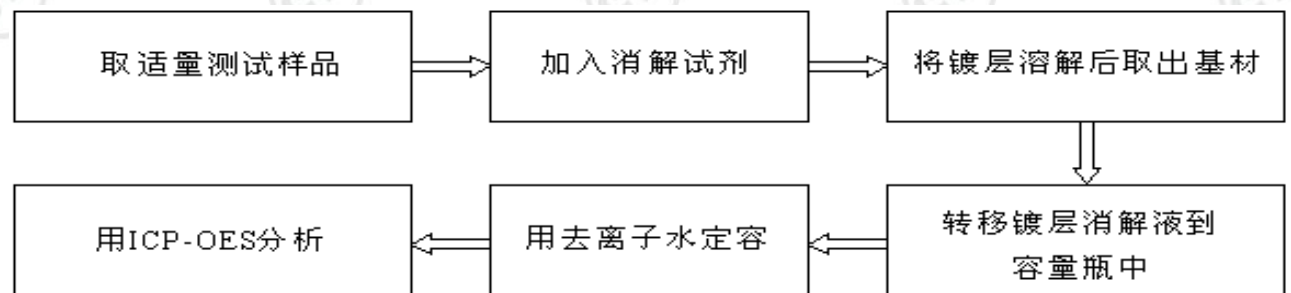 取适量测试样品
加入消解试剂
将镀层溶解后取出基材
转移镀层消解液到
容量瓶中
用去离子水定容
用ICP-OES分析